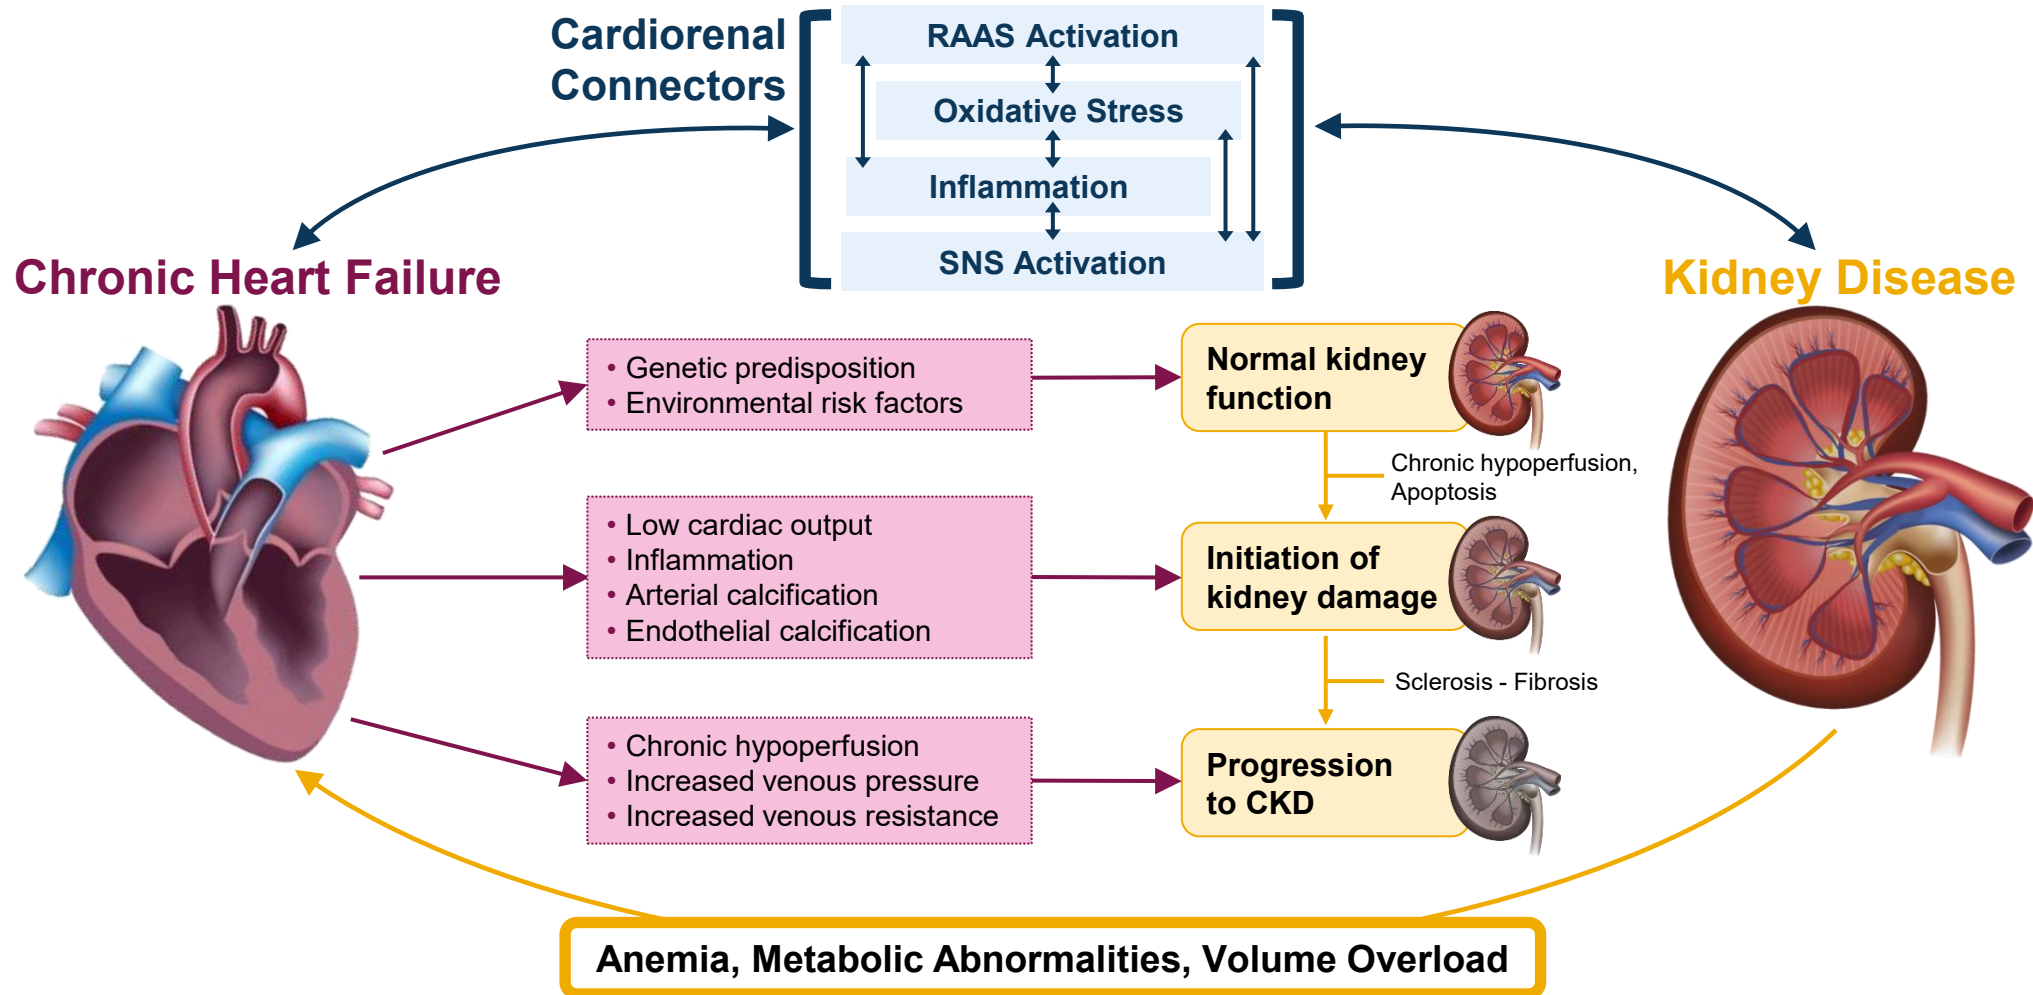 Cardiorenal
Connectors
RAAS Activation
Oxidative Stress
Inflammation
SNS Activation
Chronic Heart Failure
Kidney Disease
• Genetic predisposition
• Environmental risk factors
Normal kidney
function
Chronic hypoperfusion,
Apoptosis
• Low cardiac output
• Inflammation
• Arterial calcification
• Endothelial calcification
Initiation of
kidney damage
Sclerosis - Fibrosis
• Chronic hypoperfusion
• Increased venous pressure
• Increased venous resistance
Progression
to CKD
Anemia, Metabolic Abnormalities, Volume Overload